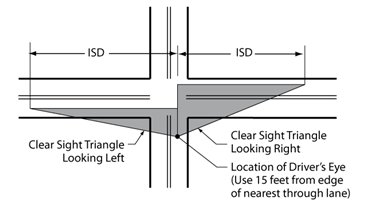 ISD
ISD
Clear Sight Triangle
Looking Left
Clear Sight Triangle
Looking Right
Location of Driver's Eye
(Use 15 feet from edge
of nearest through lane)